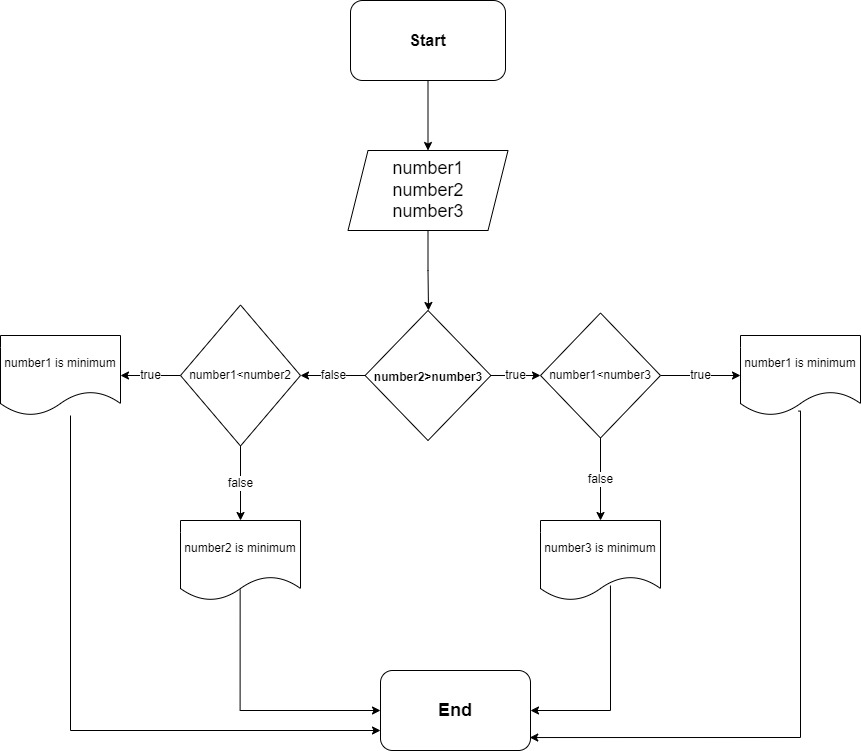 Start
number1
number2
number3
number1 is minimum
true
number1<number2
false
number2>number3
true
number1<number3
true
number1 is minimum
false
false
number2 is minimum
number3 is minimum
End